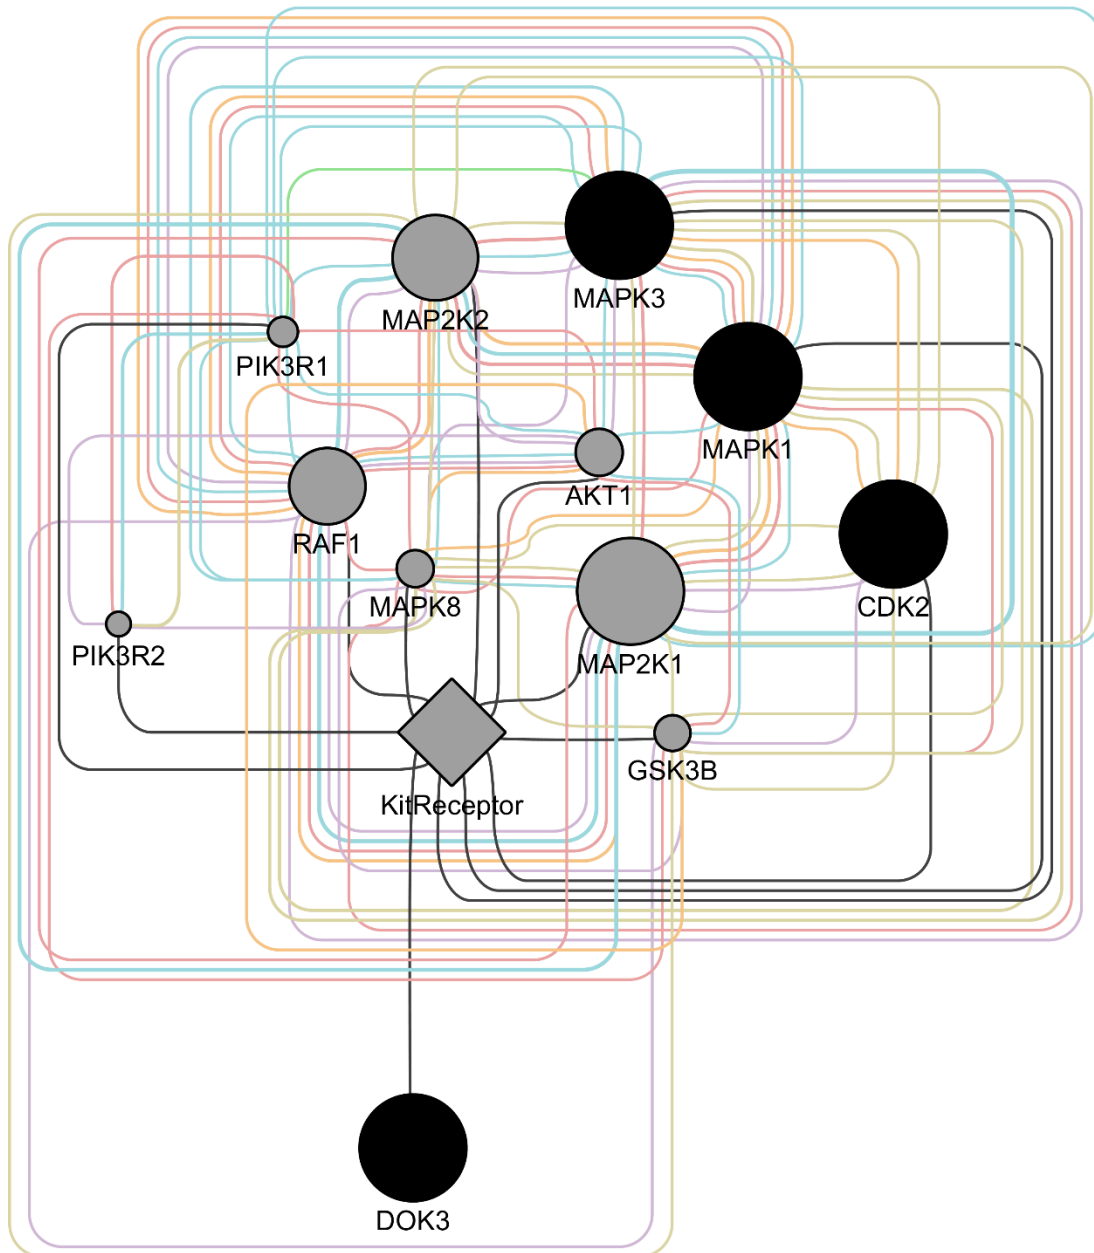 MAPK3
MAP2K2
PIK3R1
MAPK1
AKT1
RAF1
MAPK8
CDK2
PIK3R2
MAP2K1
GSK3B
KitReceptor
DOK3